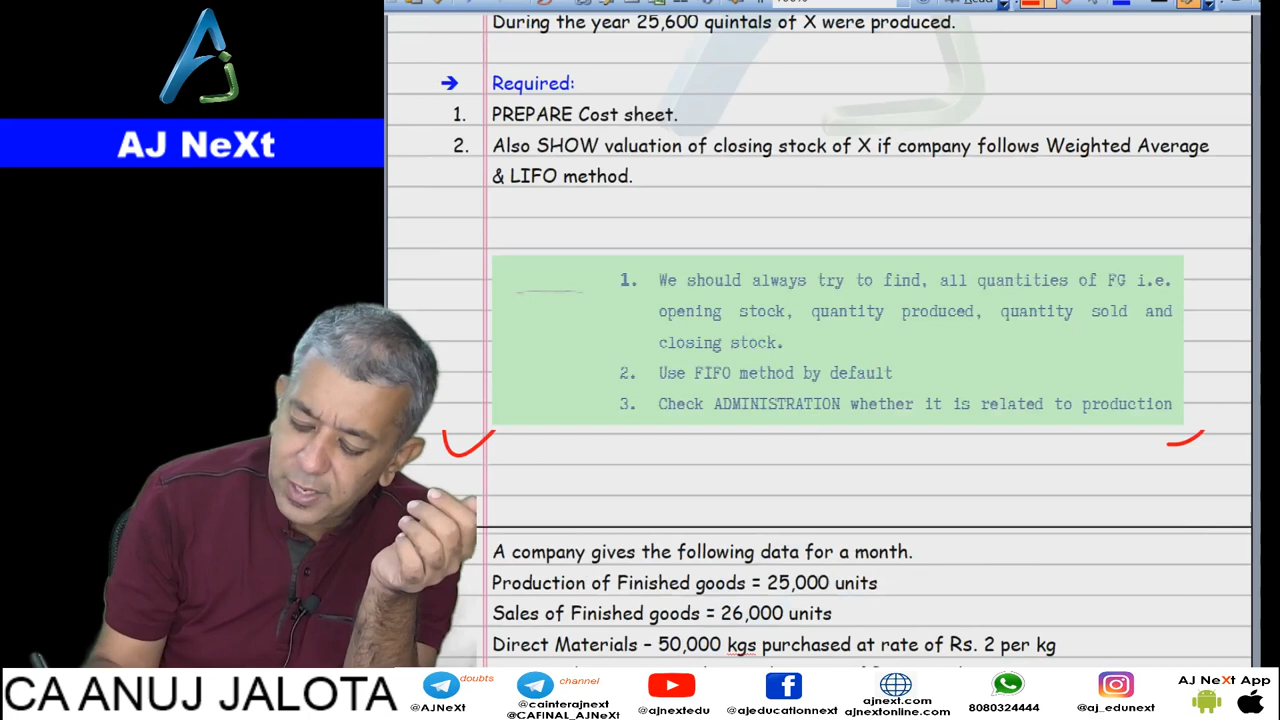 During the year 25,600 quintals of X were produced.
➔ Required:
1. PREPARE Cost sheet.
2. Also SHOW valuation of closing stock of X if company follows Weighted Average
& LIFO method.
AJ NeXt
1. We should always try to find, all quantities of FG i.e.
opening stock, quantity produced, quantity sold and
closing stock.
2. Use FIFO method by default
3. Check ADMINISTRATION whether it is related to production
A company gives the following data for a month.
Production of Finished goods = 25,000 units
Sales of Finished goods = 26,000 units
Direct Materials – 50,000 kgs purchased at rate of Rs. 2 per kg
CA ANUJ JALOTA
doubts
@AJNeXt
channel
@cainterajnext
@CAFINAL_AJNeXt
@ajnextedu
@ajeducationnext
ajnext.com
ajnextonline.com
8080324444
@aj_edunext
AJ NeXt App